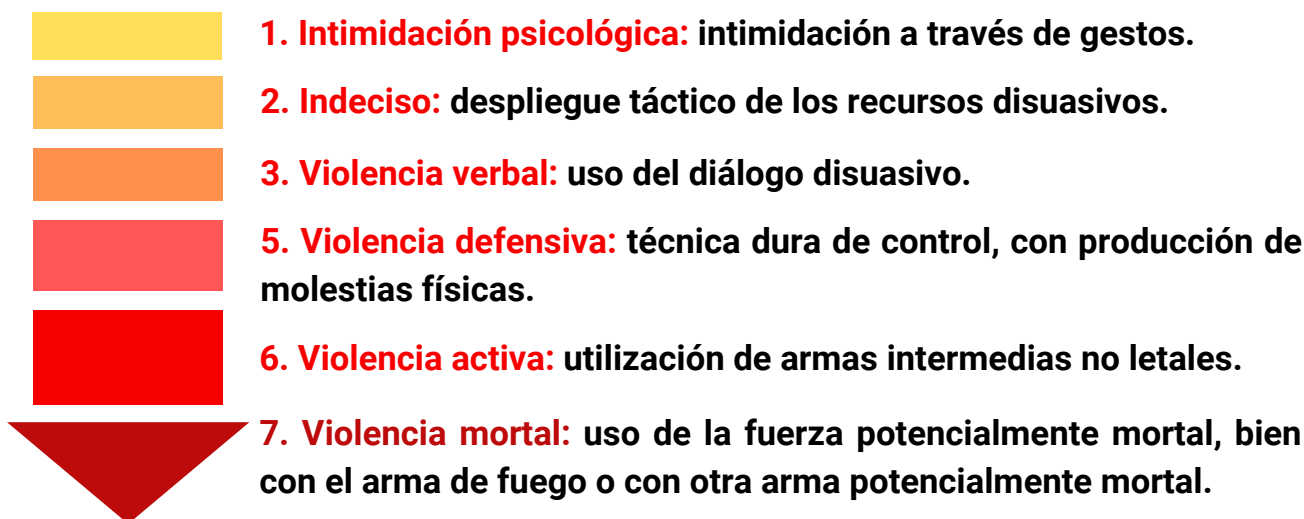 1. Intimidación psicológica: intimidación a través de gestos.
2. Indeciso: despliegue táctico de los recursos disuasivos.
3. Violencia verbal: uso del diálogo disuasivo.
5. Violencia defensiva: técnica dura de control, con producción de
molestias físicas.
6. Violencia activa: utilización de armas intermedias no letales.
7. Violencia mortal: uso de la fuerza potencialmente mortal, bien
con el arma de fuego o con otra arma potencialmente mortal.